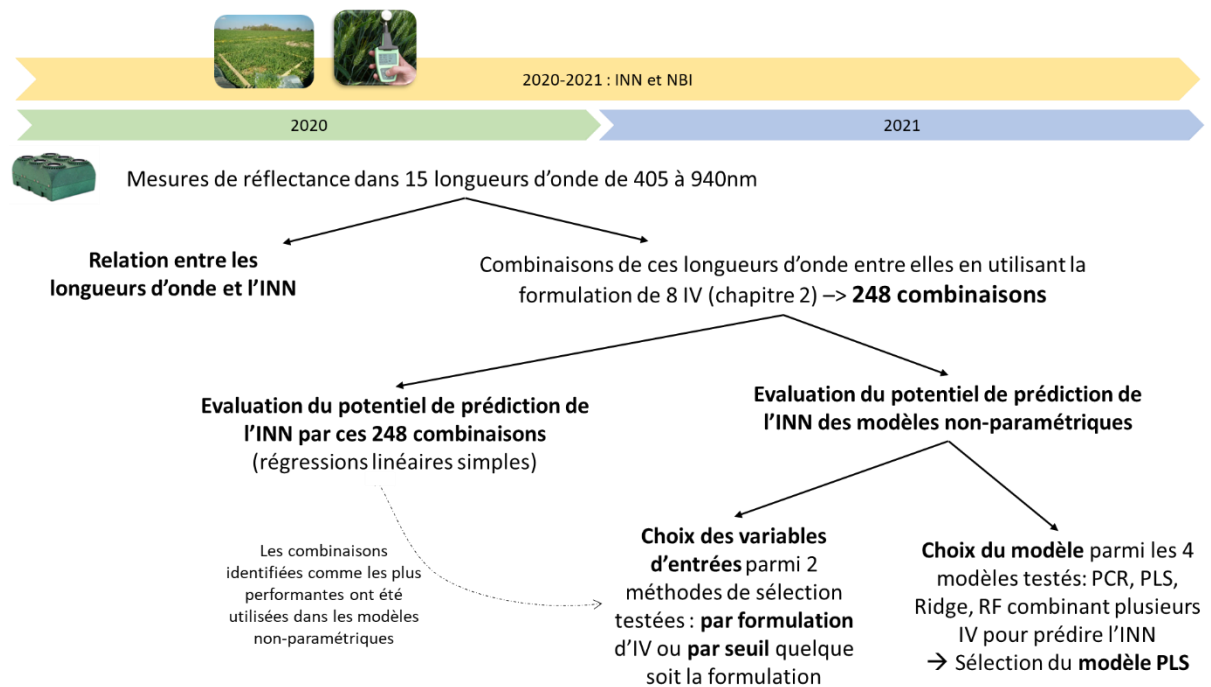 2020-2021 : INN et NBI
2020
2021
Mesures de réflectance dans 15 longueurs d'onde de 405 à 940nm
Relation entre les
longueurs d'onde et l'INN
Combinaisons de ces longueurs d'onde entre elles en utilisant la
formulation de 8 IV (chapitre 2) –> 248 combinaisons
Evaluation du potentiel de prédiction de
l'INN par ces 248 combinaisons
(régressions linéaires simples)
Evaluation du potentiel de prédiction de
l'INN des modèles non-paramétriques
Les combinaisons
identifiées comme les plus
performantes ont été
utilisées dans les modèles
non-paramétriques
Choix des variables
d'entrées parmi 2
méthodes de sélection
testées : par formulation
d'IV ou par seuil quelque
soit la formulation
Choix du modèle parmi les 4
modèles testés: PCR, PLS,
Ridge, RF combinant plusieurs
IV pour prédire l'INN
→ Sélection du modèle PLS